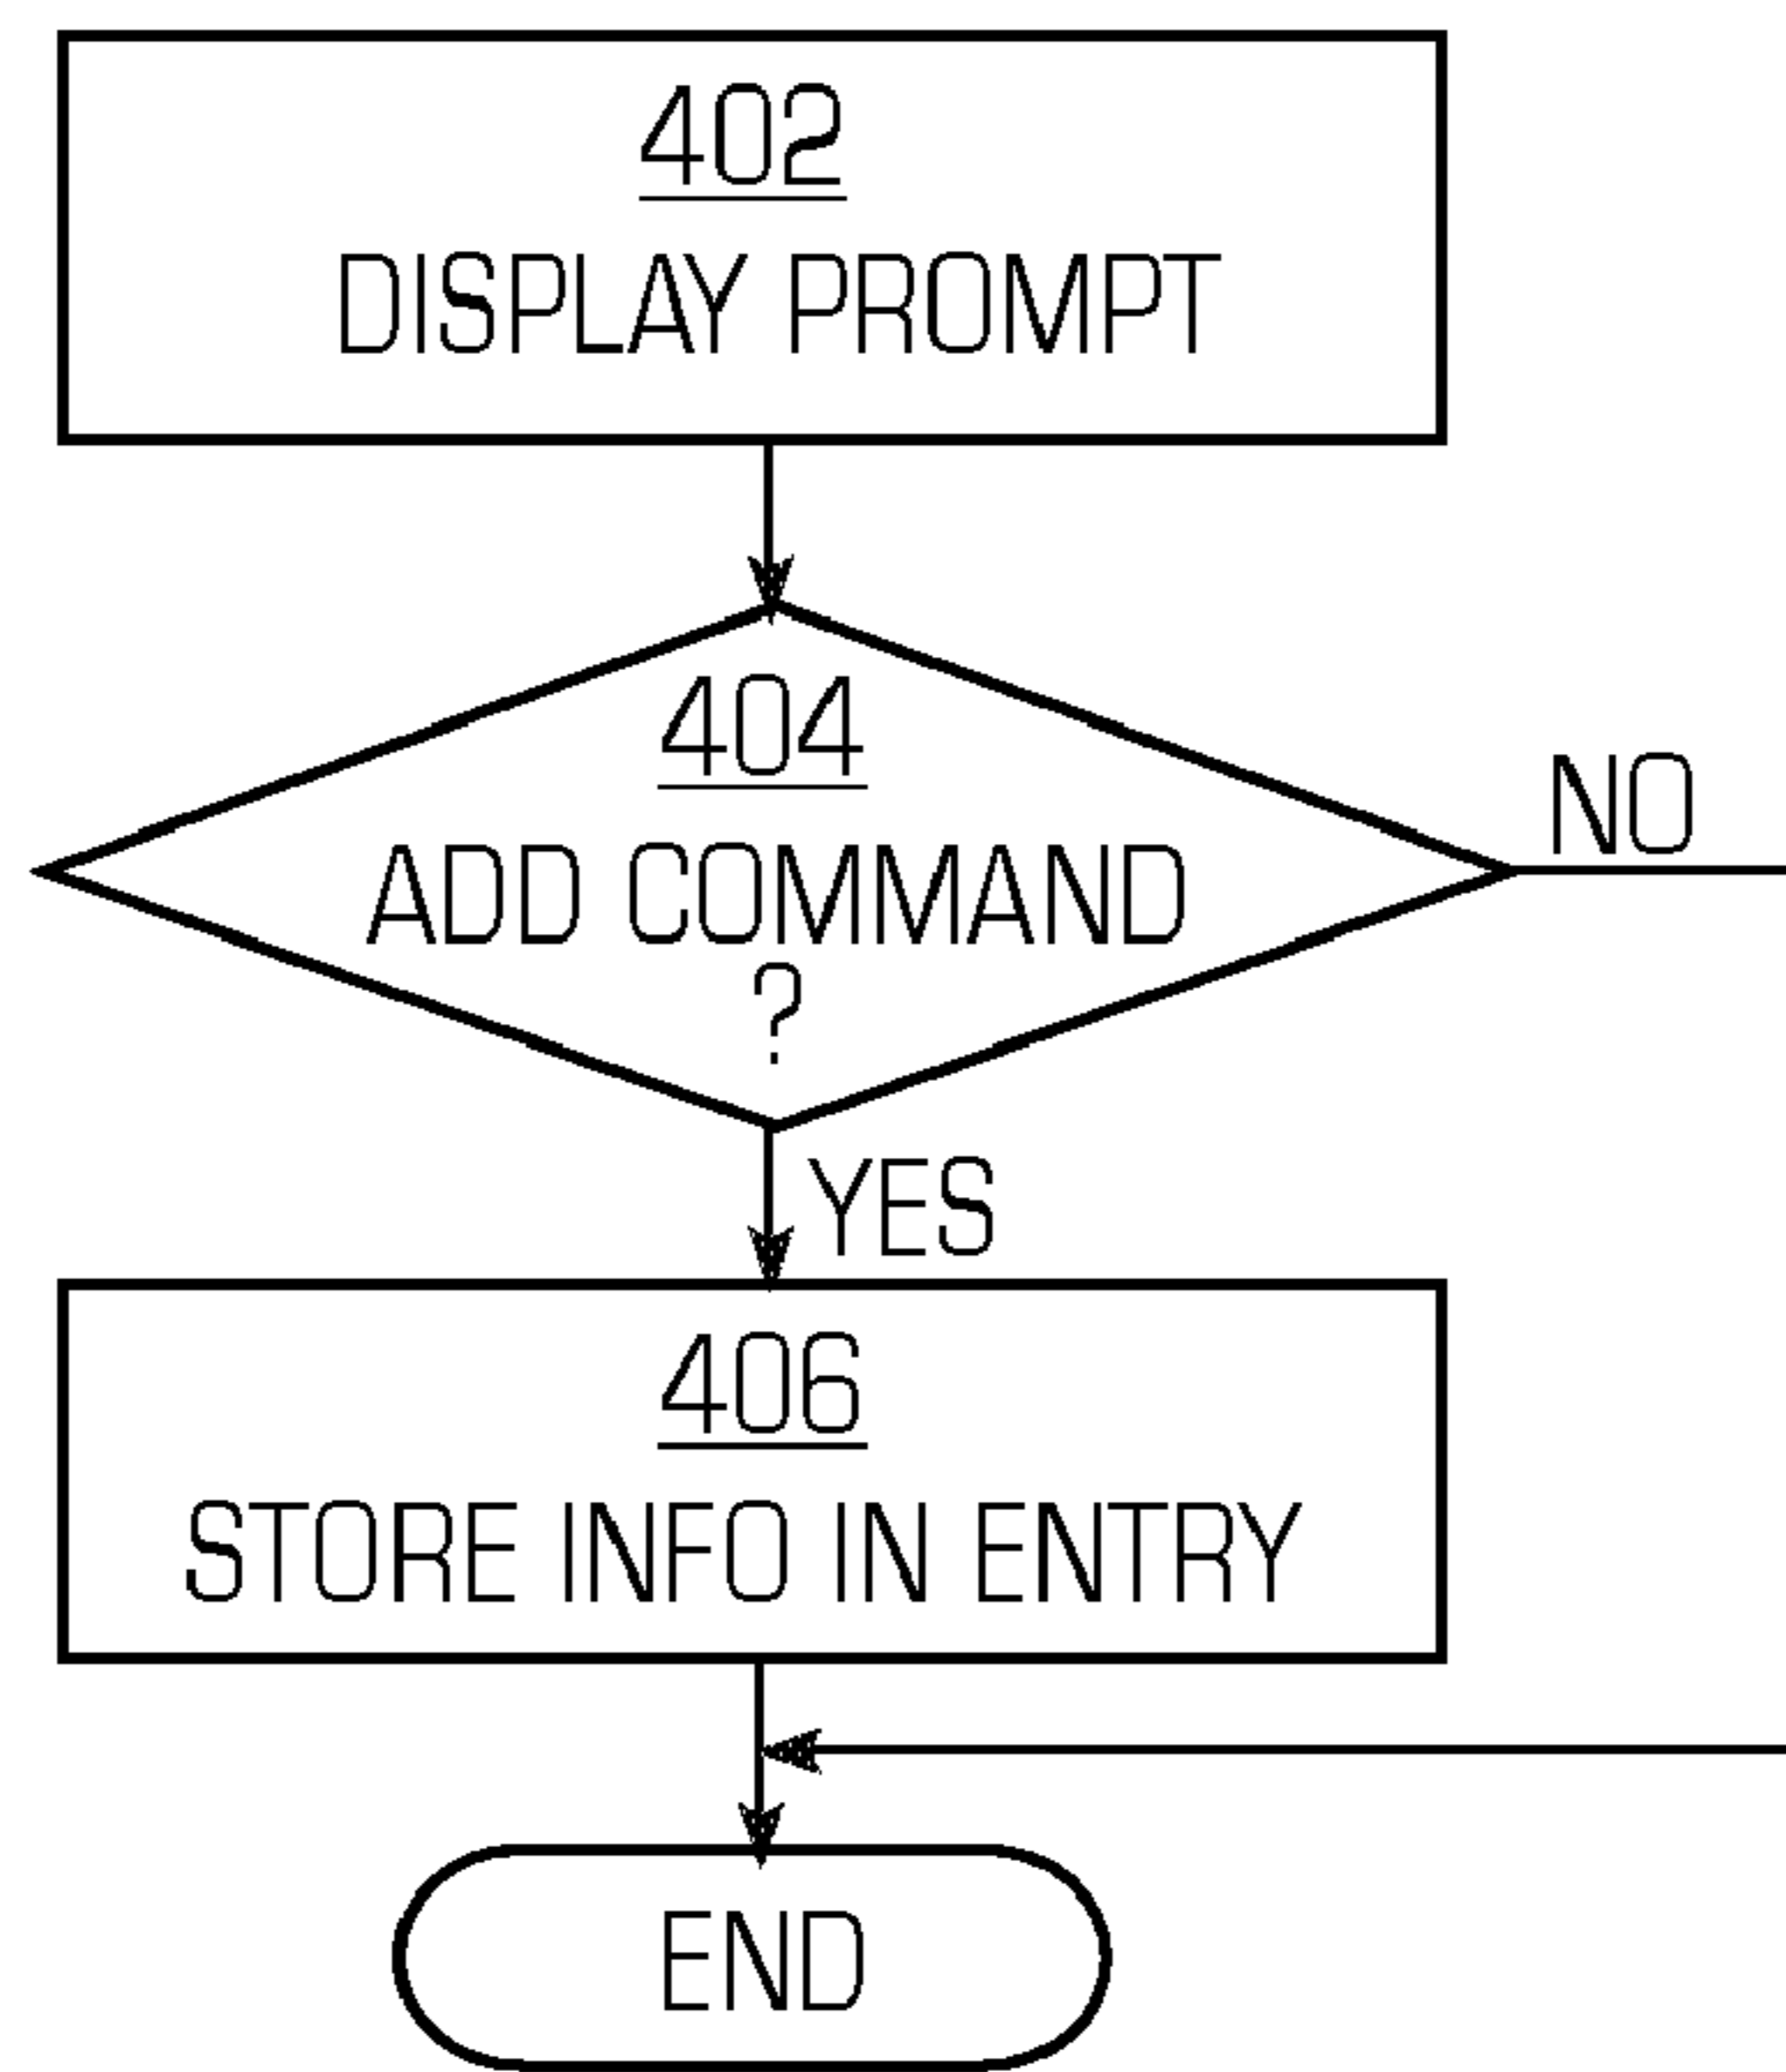 402
DISPLAY PROMPT
404
ADD COMMAND
?
NO
YES
406
STORE INFO IN ENTRY
END